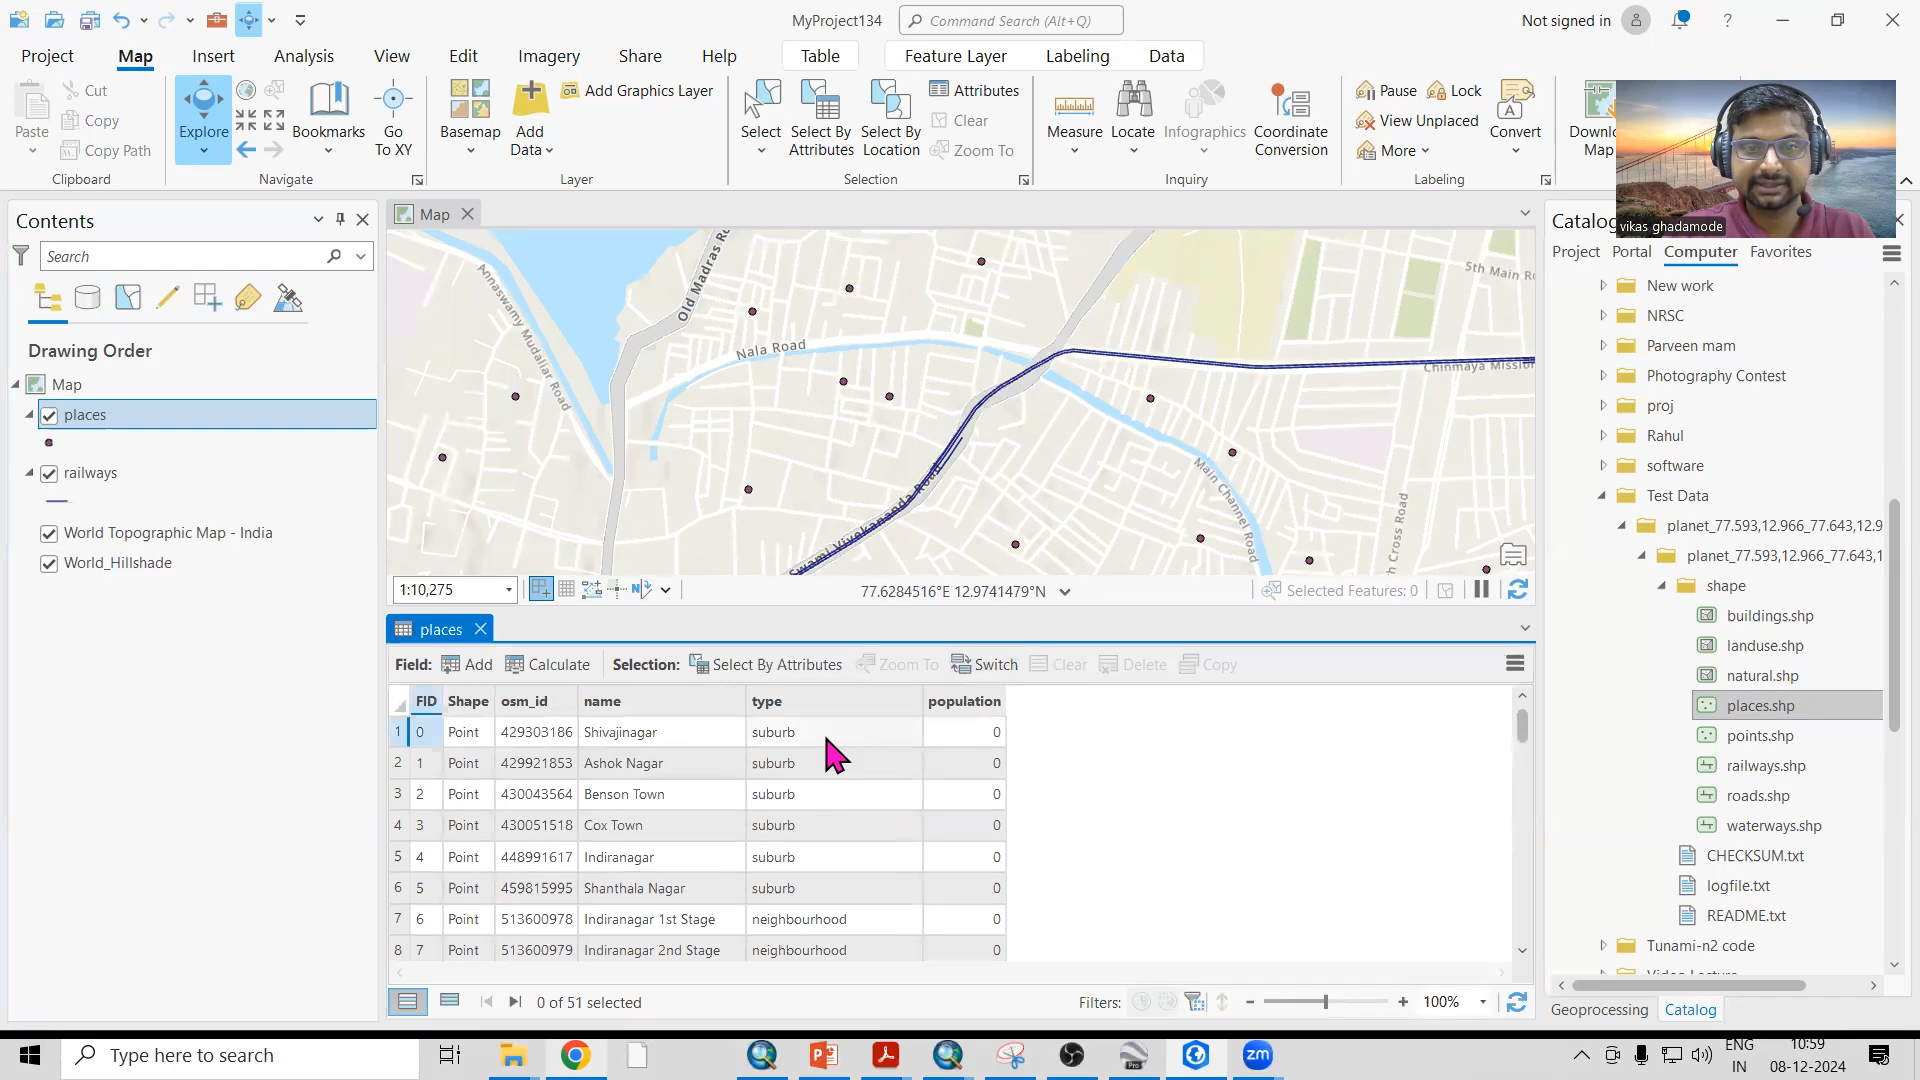 MyProject134
Command Search (Alt+Q)
Not signed in
?
Project
Map
Insert
Analysis
View
Edit
Imagery
Share
Help
Table
Feature Layer
Labeling
Data
Paste
Cut
Copy
Copy Path
Clipboard
Explore
Bookmarks
Go
To XY
Navigate
Basemap
Add
Data
Add Graphics Layer
Layer
Select
Select By
Attributes
Select By
Location
Attributes
Clear
Zoom To
Selection
Measure
Locate
Infographics
Coordinate
Conversion
Inquiry
Pause
Lock
View Unplaced
More
Convert
Labeling
Map
vikas ghadamode
Contents
Search
Drawing Order
Map
places
railways
World Topographic Map - India
World_Hillshade
Map
Annaswamy Mudaliar Road
Old Madras Ro
Nala Road
Swami Vivekananda Road
Main Channel Road
5th Main Ro
Chinmaya Mission
h Cross Road
1:10,275
77.6284516°E 12.9741479°N
Selected Features: 0
places
Field: Add Calculate Selection: Select By Attributes Zoom To Switch Clear Delete Copy
FID Shape osm_id name type population
1 0 Point 429303186 Shivajinagar suburb 0
2 1 Point 429921853 Ashok Nagar suburb 0
3 2 Point 430043564 Benson Town suburb 0
4 3 Point 430051518 Cox Town suburb 0
5 4 Point 448991617 Indiranagar suburb 0
6 5 Point 459815995 Shanthala Nagar suburb 0
7 6 Point 513600978 Indiranagar 1st Stage neighbourhood 0
8 7 Point 513600979 Indiranagar 2nd Stage neighbourhood 0
0 of 51 selected
Filters:
100%
Project Portal Computer Favorites
New work
NRSC
Parveen mam
Photography Contest
proj
Rahul
software
Test Data
planet_77.593,12.966_77.643,12.9
planet_77.593,12.966_77.643,1
shape
buildings.shp
landuse.shp
natural.shp
places.shp
points.shp
railways.shp
roads.shp
waterways.shp
CHECKSUM.txt
logfile.txt
README.txt
Tunami-n2 code
Geoprocessing Catalog
Type here to search
Pro
zm
ENG
IN
10:59
08-12-2024